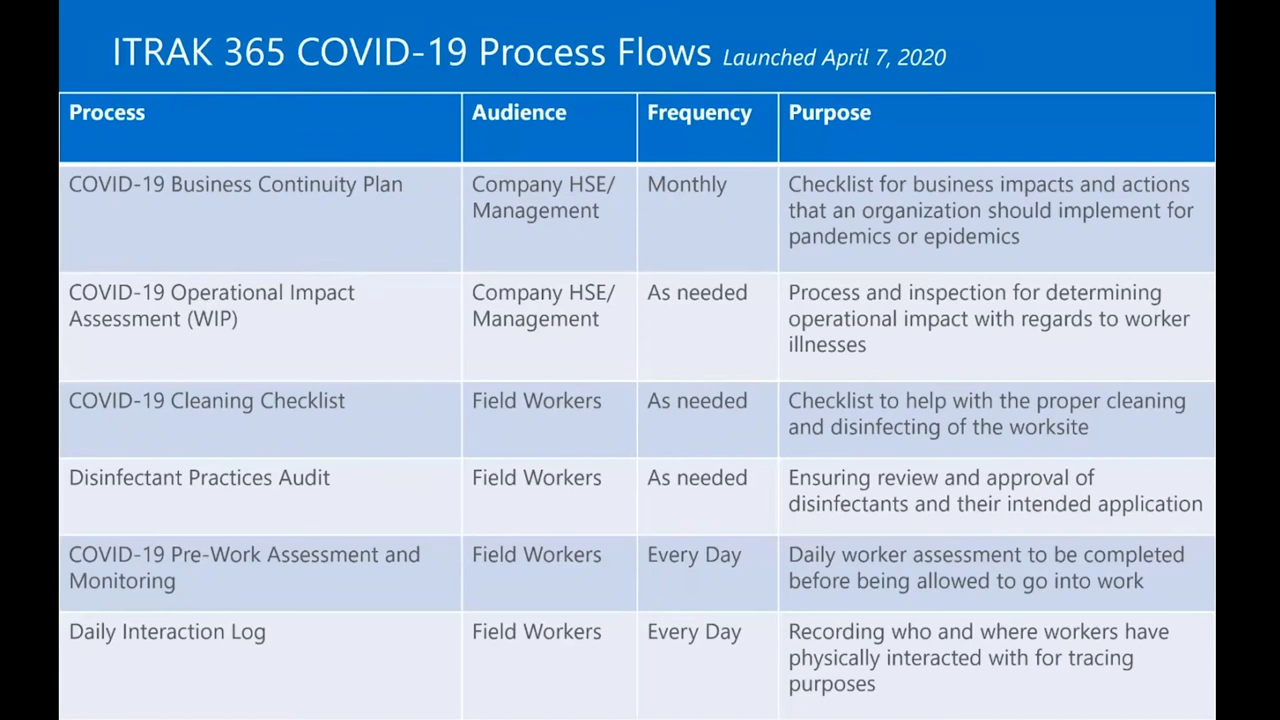 ITRAK 365 COVID-19 Process Flows Launched April 7, 2020
Process Audience Frequency Purpose
COVID-19 Business Continuity Plan
Company HSE/
Management
Monthly
Checklist for business impacts and actions
that an organization should implement for
pandemics or epidemics
COVID-19 Operational Impact
Assessment (WIP)
Company HSE/
Management
As needed
Process and inspection for determining
operational impact with regards to worker
illnesses
COVID-19 Cleaning Checklist
Field Workers
As needed
Checklist to help with the proper cleaning
and disinfecting of the worksite
Disinfectant Practices Audit
Field Workers
As needed
Ensuring review and approval of
disinfectants and their intended application
COVID-19 Pre-Work Assessment and
Monitoring
Field Workers
Every Day
Daily worker assessment to be completed
before being allowed to go into work
Daily Interaction Log
Field Workers
Every Day
Recording who and where workers have
physically interacted with for tracing
purposes